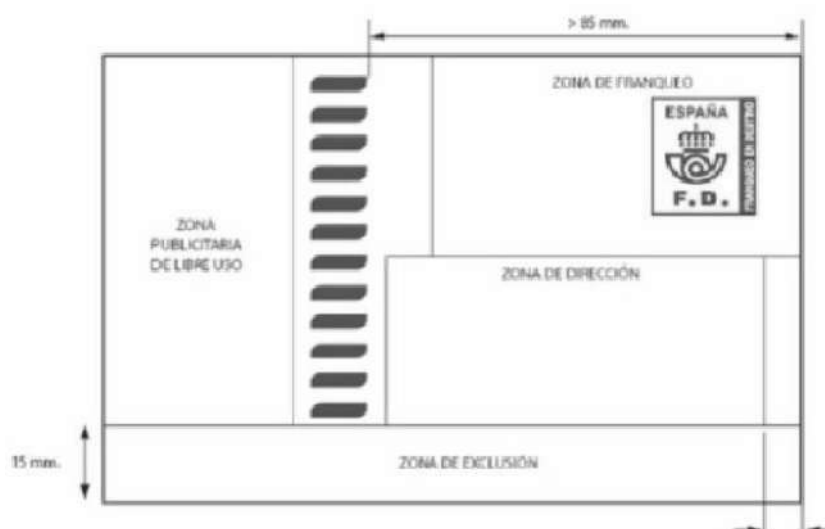 > 85 mm.
ZONA DE FRANQUEO
ESPAÑA
F.D.
FRANQUEO EN DESTINO
ZONA
PUBLICITARIA
DE LIBRE USO
ZONA DE DIRECCIÓN
15 mm.
ZONA DE EXCLUSIÓN